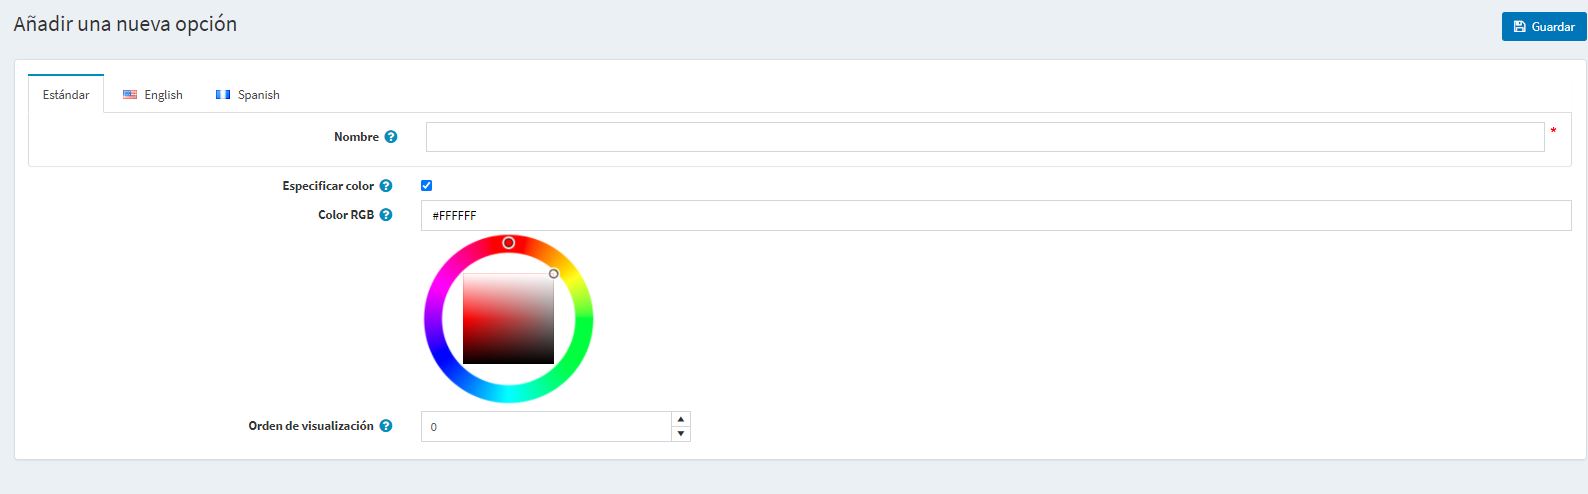 Añadir una nueva opción
Guardar
Estándar English Spanish
Nombre ? *
Especificar color ?
Color RGB ? #FFFFFF
Orden de visualización ? 0